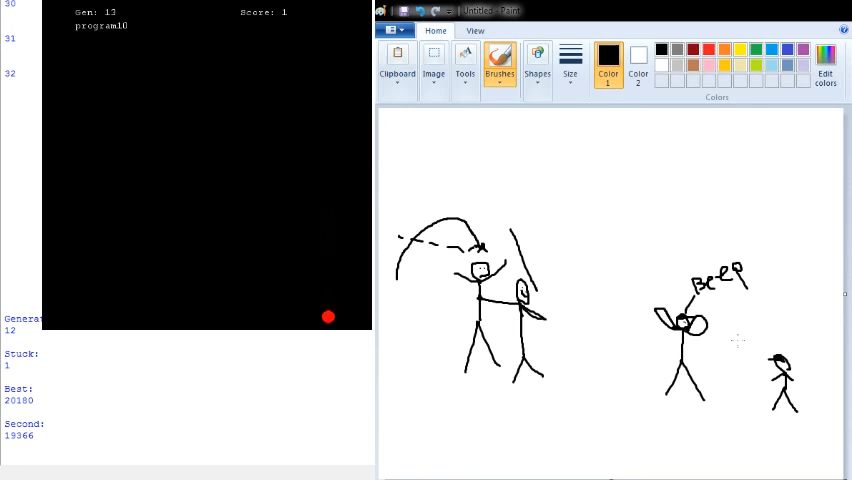 30
31
32
Gen: 13
Score: 1
program10
Generat
12
Stuck:
1
Best:
20180
Second:
19366
Untitled - Paint
Home
View
Clipboard
Image
Tools
Brushes
Shapes
Size
Color
1
Color
2
Edit
colors
Colors
BeeP